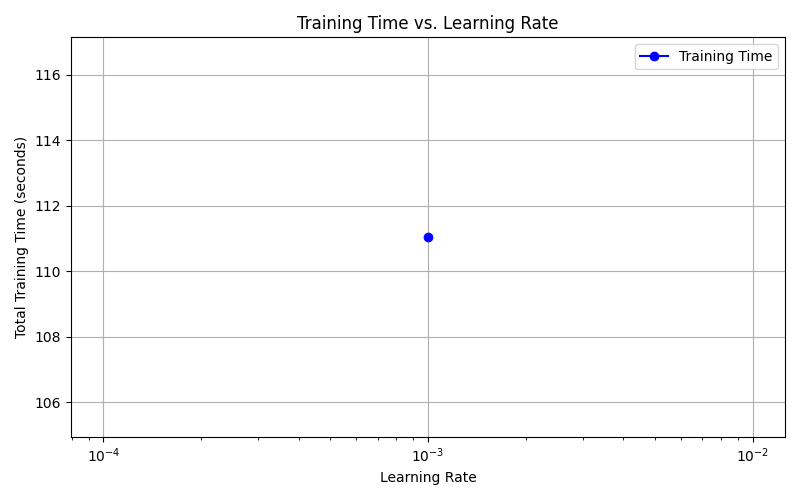 Training Time vs. Learning Rate
Training Time
116
114
112
110
108
106
Total Training Time (seconds)
10⁻⁴ 10⁻³ 10⁻²
Learning Rate